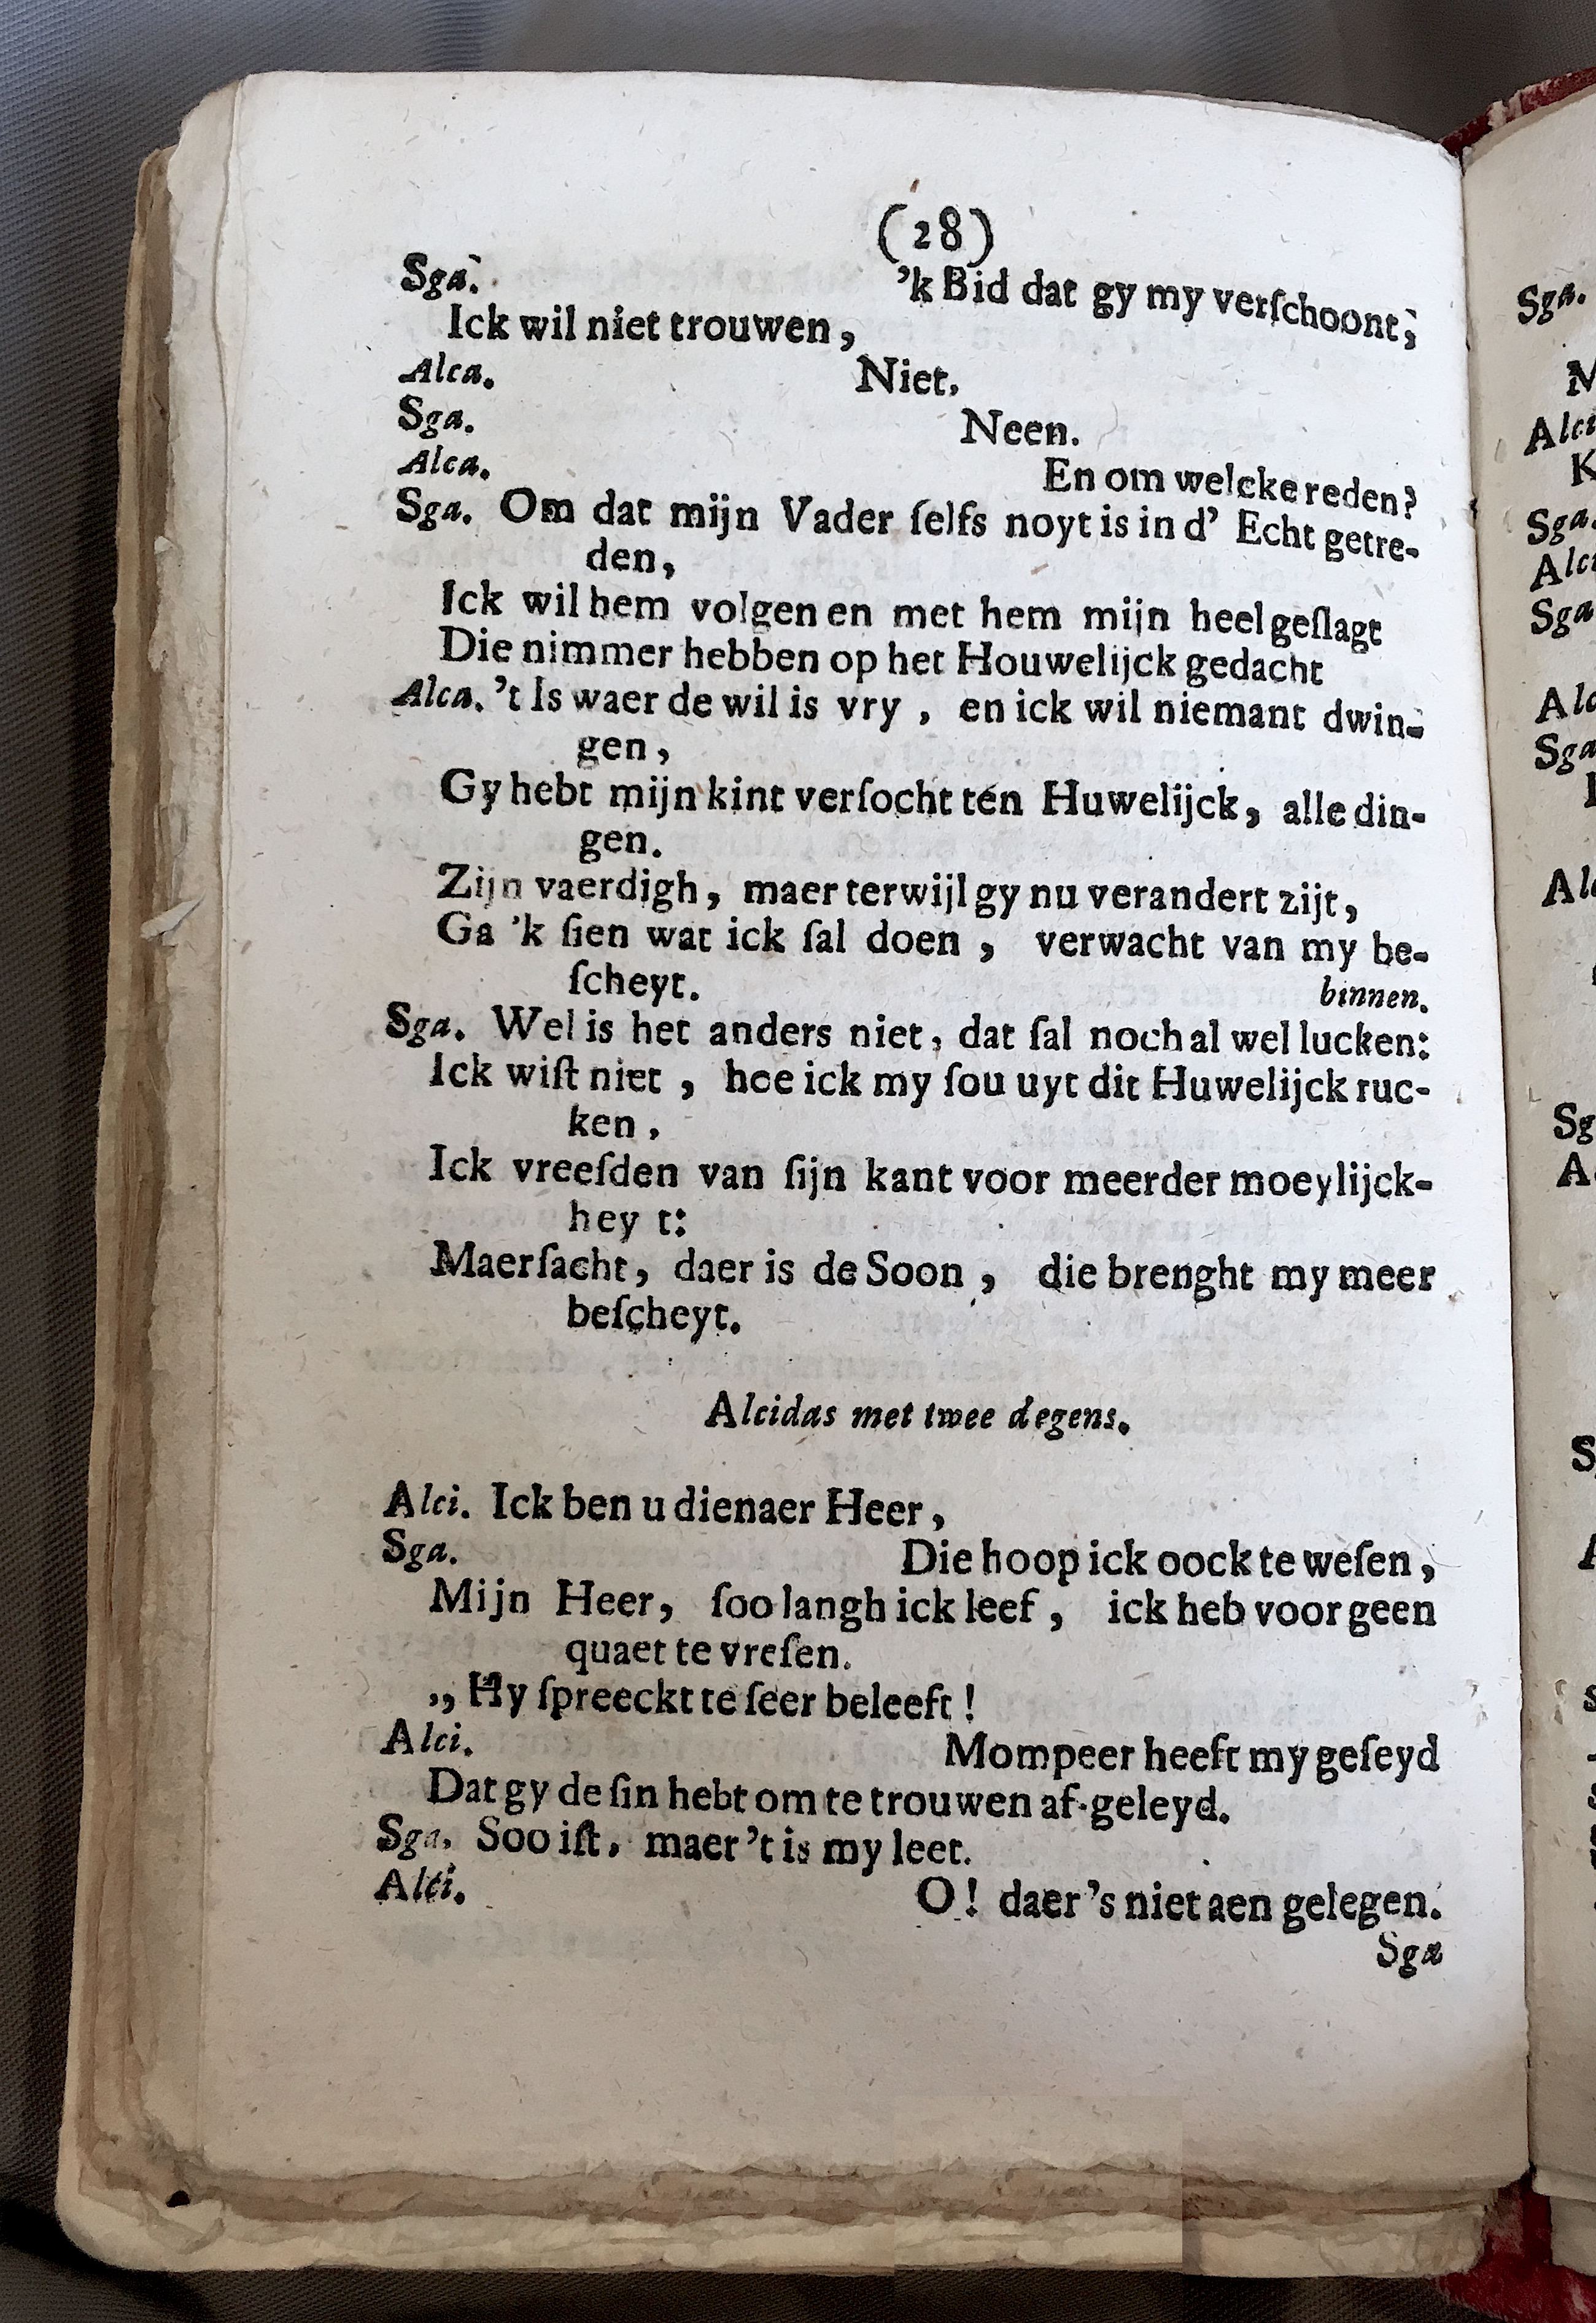 (28)
Sga. 'k Bid dat gy my verſchoont;
Ick wil niet trouwen,
Alca. Niet.
Sga. Neen.
Alca. En om welcke reden?
Sga. Om dat mijn Vader ſelfs noyt is in d' Echt getre-
den,
Ick wil hem volgen en met hem mijn heel geſlagt
Die nimmer hebben op het Houwelijck gedacht
Alca. 't Is waer de wil is vry, en ick wil niemant dwin-
gen,
Gy hebt mijn kint verſocht ten Huwelijck, alle din-
gen.
Zijn vaerdigh, maer terwijl gy nu verandert zijt,
Ga 'k ſien wat ick ſal doen, verwacht van my be-
ſcheyt. binnen.
Sga. Wel is het anders niet, dat ſal noch al wel lucken:
Ick wiſt niet, hoe ick my ſou uyt dit Huwelijck ruc-
ken,
Ick vreeſden van ſijn kant voor meerder moeylijck-
hey t:
Maer ſacht, daer is de Soon, die brenght my meer
beſcheyt.
Alcidas met twee degens.
Alci. Ick ben u dienaer Heer,
Sga. Die hoop ick oock te weſen,
Mijn Heer, ſoo langh ick leef, ick heb voor geen
quaet te vreſen.
„ Hy ſpreeckt te ſeer beleeft!
Alci. Mompeer heeft my geſeyd
Dat gy de ſin hebt om te trouwen af-geleyd.
Sga. Soo iſt, maer 't is my leet.
Alci. O! daer 's niet aen gelegen.
Sga
Sga.
M
Alci
K
Sga.
Alci
Sga
Alc
Sga
Al
Sg
A
S